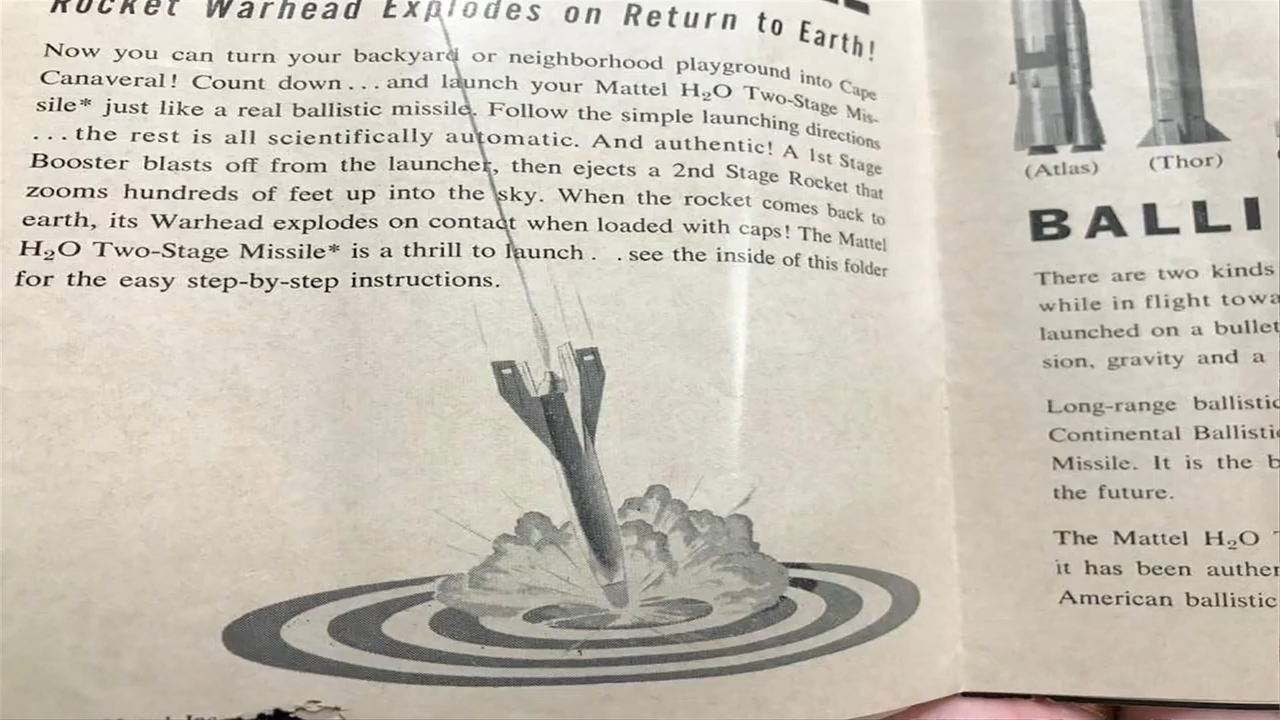 Rocket Warhead Explodes on Return to Earth!
Now you can turn your backyard or neighborhood playground into Cape
Canaveral! Count down...and launch your Mattel H₂O Two-Stage Mis-
sile* just like a real ballistic missile. Follow the simple launching directions
...the rest is all scientifically automatic. And authentic! A 1st Stage
Booster blasts off from the launcher, then ejects a 2nd Stage Rocket that
zooms hundreds of feet up into the sky. When the rocket comes back to
earth, its Warhead explodes on contact when loaded with caps! The Mattel
H₂O Two-Stage Missile* is a thrill to launch . . see the inside of this folder
for the easy step-by-step instructions.
(Atlas) (Thor)
BALLI
There are two kinds
while in flight towa
launched on a bullet
sion, gravity and a
Long-range ballistic
Continental Ballisti
Missile. It is the b
the future.
The Mattel H₂O
it has been authen
American ballistic